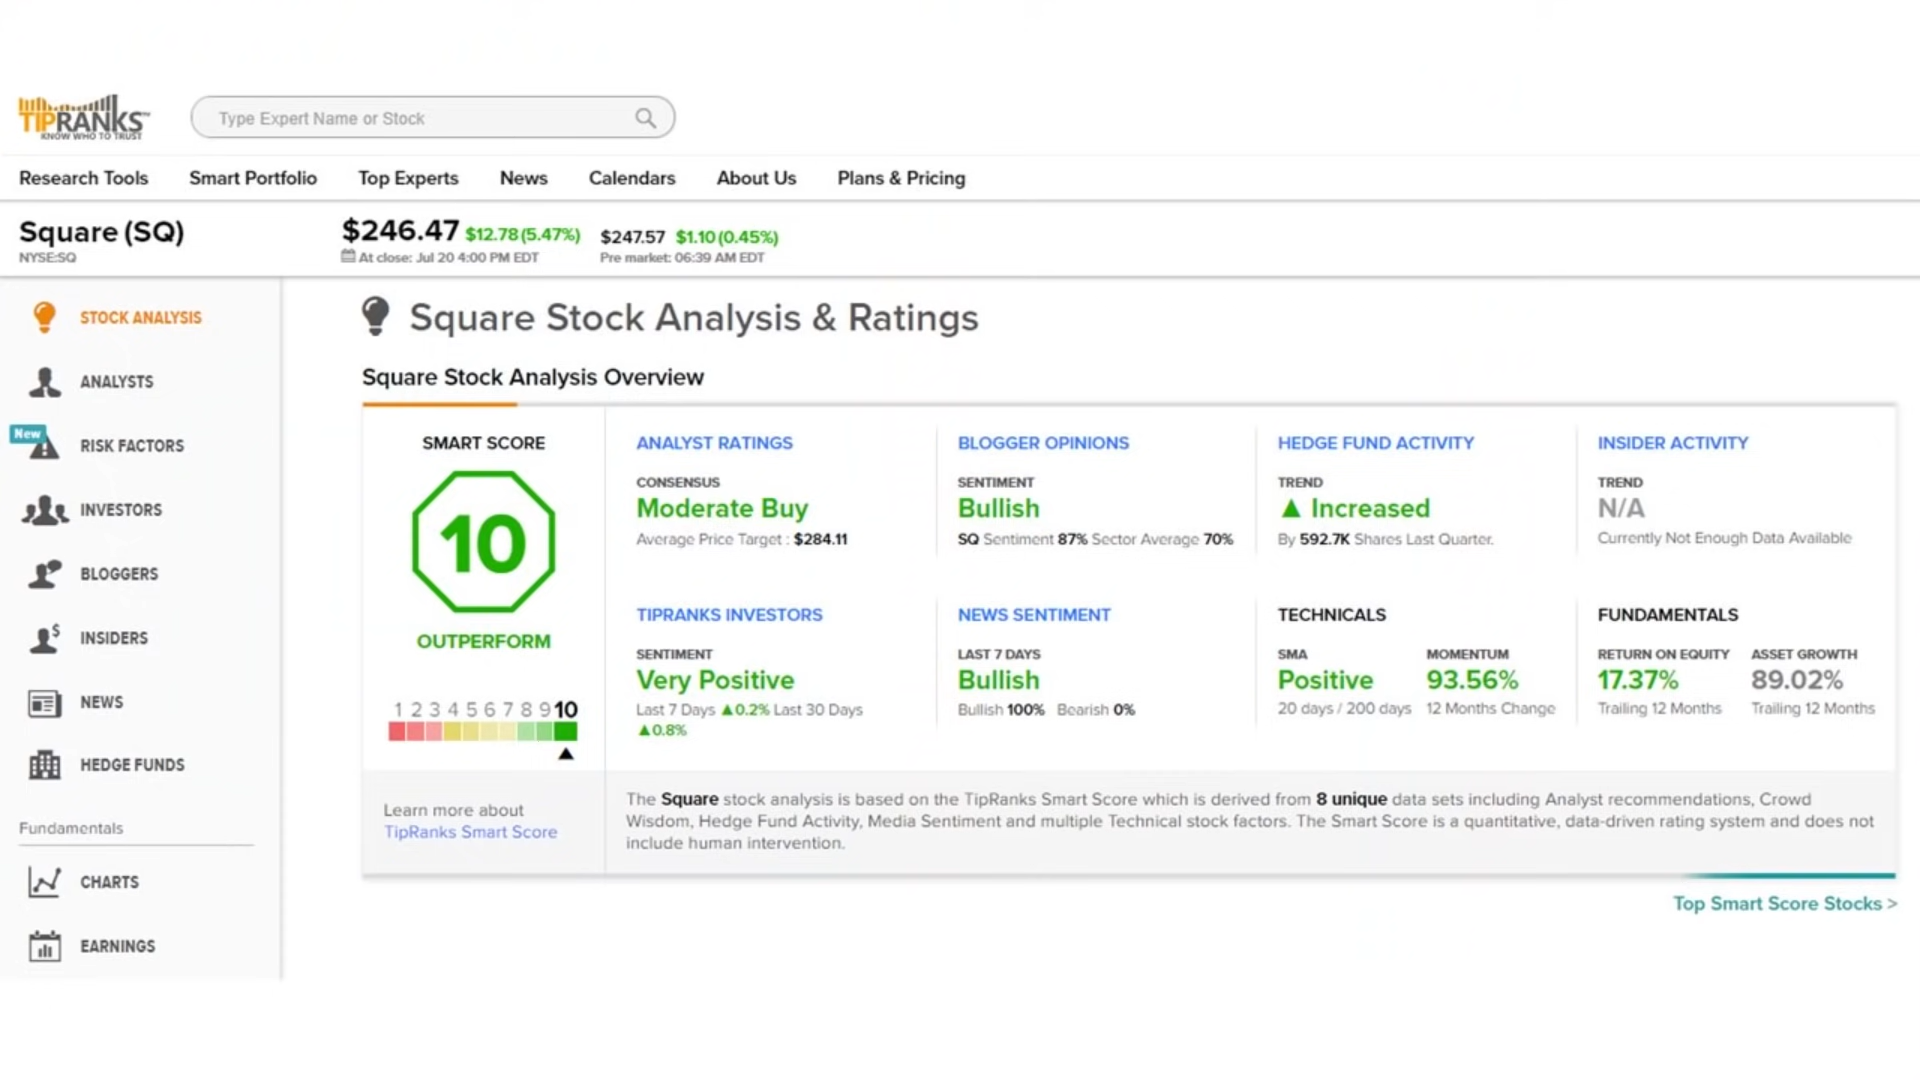 TIPRANKS™
KNOW WHO TO TRUST
Type Expert Name or Stock
Research Tools Smart Portfolio Top Experts News Calendars About Us Plans & Pricing
Square (SQ)
NYSE:SQ
$246.47 $12.78 (5.47%)
At close: Jul 20 4:00 PM EDT
$247.57 $1.10 (0.45%)
Pre market: 06:39 AM EDT
STOCK ANALYSIS
ANALYSTS
New
RISK FACTORS
INVESTORS
BLOGGERS
INSIDERS
NEWS
HEDGE FUNDS
Fundamentals
CHARTS
EARNINGS
Square Stock Analysis & Ratings
Square Stock Analysis Overview
SMART SCORE
10
OUTPERFORM
1 2 3 4 5 6 7 8 9 10
ANALYST RATINGS
CONSENSUS
Moderate Buy
Average Price Target : $284.11
BLOGGER OPINIONS
SENTIMENT
Bullish
SQ Sentiment 87% Sector Average 70%
HEDGE FUND ACTIVITY
TREND
▲ Increased
By 592.7K Shares Last Quarter.
INSIDER ACTIVITY
TREND
N/A
Currently Not Enough Data Available
TIPRANKS INVESTORS
SENTIMENT
Very Positive
Last 7 Days ▲0.2% Last 30 Days
▲0.8%
NEWS SENTIMENT
LAST 7 DAYS
Bullish
Bullish 100% Bearish 0%
TECHNICALS
SMA
Positive
20 days / 200 days
MOMENTUM
93.56%
12 Months Change
FUNDAMENTALS
RETURN ON EQUITY
17.37%
Trailing 12 Months
ASSET GROWTH
89.02%
Trailing 12 Months
Learn more about
TipRanks Smart Score
The Square stock analysis is based on the TipRanks Smart Score which is derived from 8 unique data sets including Analyst recommendations, Crowd
Wisdom, Hedge Fund Activity, Media Sentiment and multiple Technical stock factors. The Smart Score is a quantitative, data-driven rating system and does not
include human intervention.
Top Smart Score Stocks >